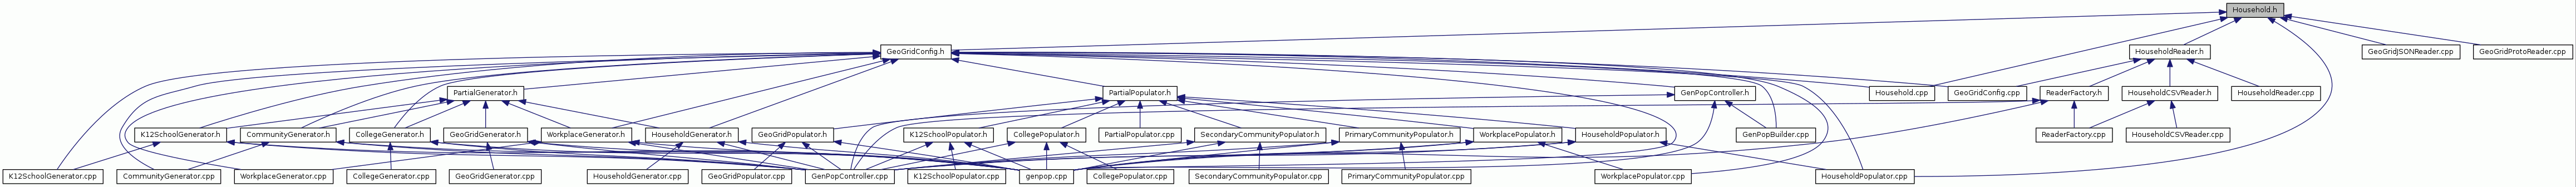 Household.h
GeoGridConfig.h
HouseholdReader.h
GeoGridJSONReader.cpp
GeoGridProtoReader.cpp
PartialGenerator.h
PartialPopulator.h
GenPopController.h
Household.cpp
GeoGridConfig.cpp
ReaderFactory.h
HouseholdCSVReader.h
HouseholdReader.cpp
K12SchoolGenerator.h
CommunityGenerator.h
CollegeGenerator.h
GeoGridGenerator.h
WorkplaceGenerator.h
HouseholdGenerator.h
GeoGridPopulator.h
K12SchoolPopulator.h
CollegePopulator.h
PartialPopulator.cpp
SecondaryCommunityPopulator.h
PrimaryCommunityPopulator.h
WorkplacePopulator.h
HouseholdPopulator.h
GenPopBuilder.cpp
ReaderFactory.cpp
HouseholdCSVReader.cpp
K12SchoolGenerator.cpp
CommunityGenerator.cpp
WorkplaceGenerator.cpp
CollegeGenerator.cpp
GeoGridGenerator.cpp
HouseholdGenerator.cpp
GeoGridPopulator.cpp
GenPopController.cpp
K12SchoolPopulator.cpp
genpop.cpp
CollegePopulator.cpp
SecondaryCommunityPopulator.cpp
PrimaryCommunityPopulator.cpp
WorkplacePopulator.cpp
HouseholdPopulator.cpp